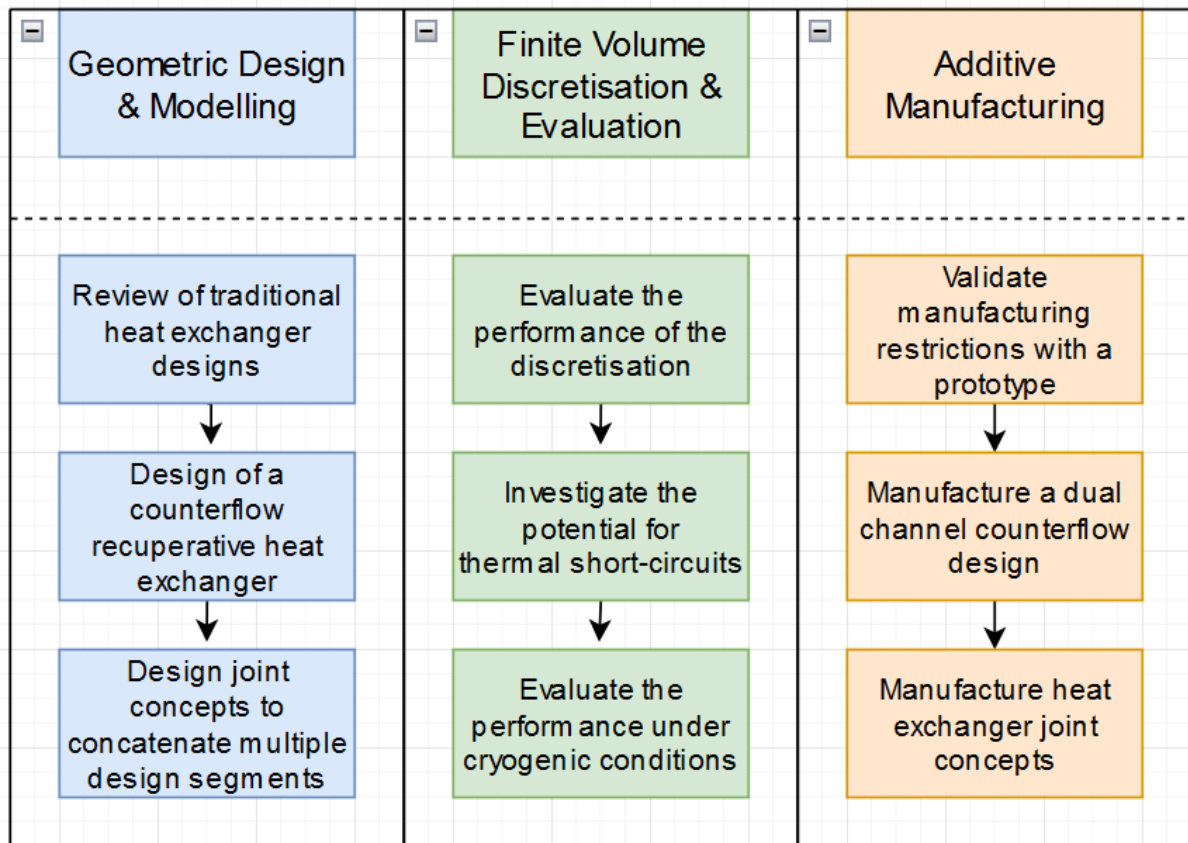 Geometric Design
& Modelling
Finite Volume
Discretisation &
Evaluation
Additive
Manufacturing
Review of traditional
heat exchanger
designs
Design of a
counterflow
recuperative heat
exchanger
Design joint
concepts to
concatenate multiple
design segments
Evaluate the
performance of the
discretisation
Investigate the
potential for
thermal short-circuits
Evaluate the
performance under
cryogenic conditions
Validate
manufacturing
restrictions with a
prototype
Manufacture a dual
channel counterflow
design
Manufacture heat
exchanger joint
concepts